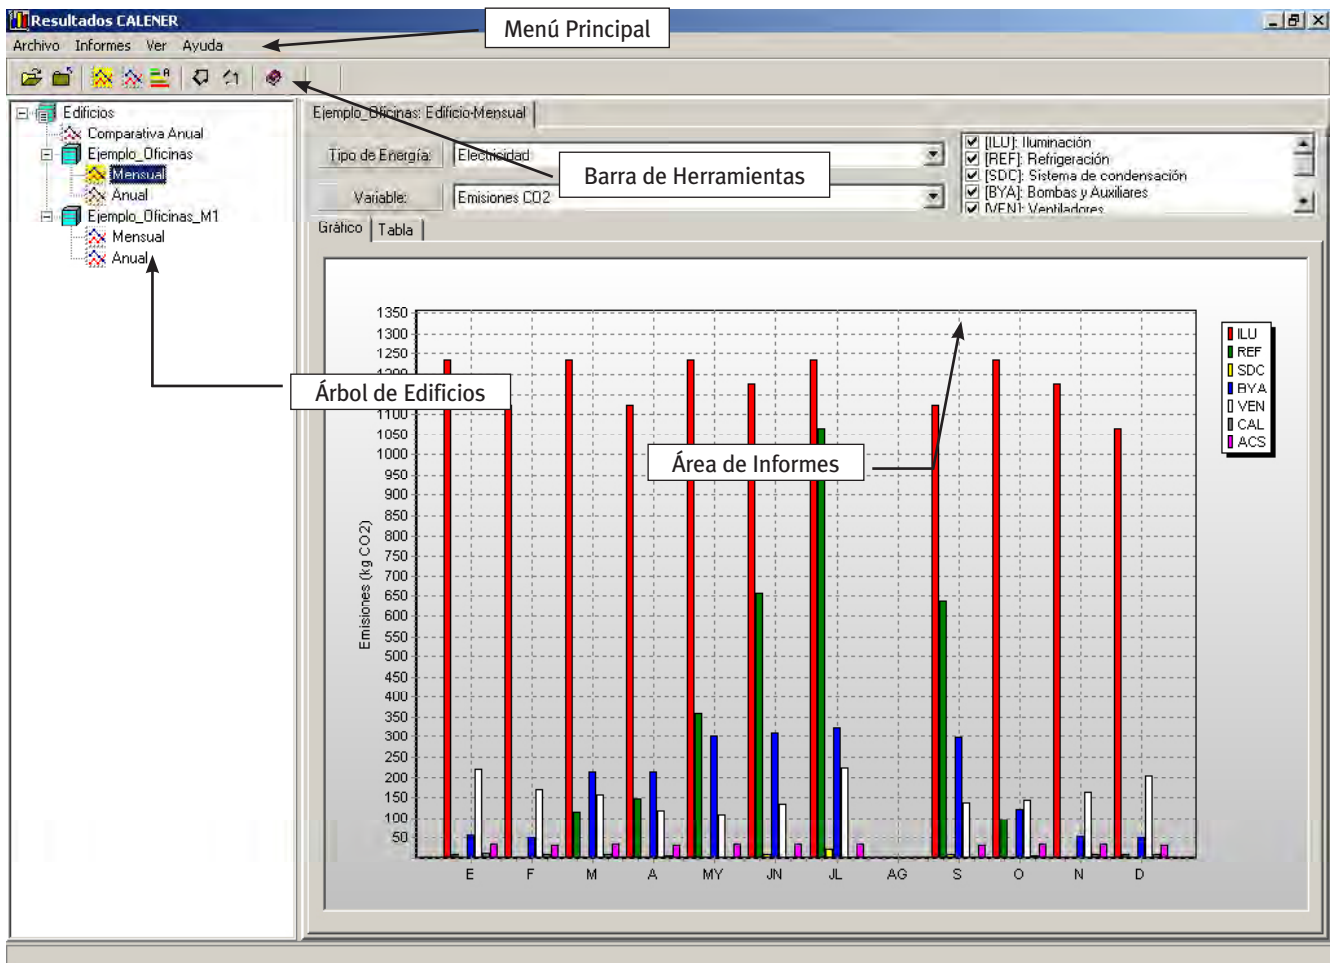 Resultados CALENER
Menú Principal
Archivo Informes Ver Ayuda
Edificios
Comparativa Anual
Ejemplo_Oficinas
Mensual
Anual
Ejemplo_Oficinas_M1
Mensual
Anual
Árbol de Edificios
Ejemplo_Oficinas: Edificio-Mensual
Tipo de Energía: Electricidad
Variable: Emisiones CO2
Barra de Herramientas
[ILU]: Iluminación
[REF]: Refrigeración
[SDC]: Sistema de condensación
[BYA]: Bombas y Auxiliares
[VEN]: Ventiladores
Gráfico Tabla
Área de Informes
Emisiones (kg CO2)
1350
1300
1250
1200
1100
1050
1000
950
900
850
800
750
700
650
600
550
500
450
400
350
300
250
200
150
100
50
E F M A MY JN JL AG S O N D
ILU
REF
SDC
BYA
VEN
CAL
ACS